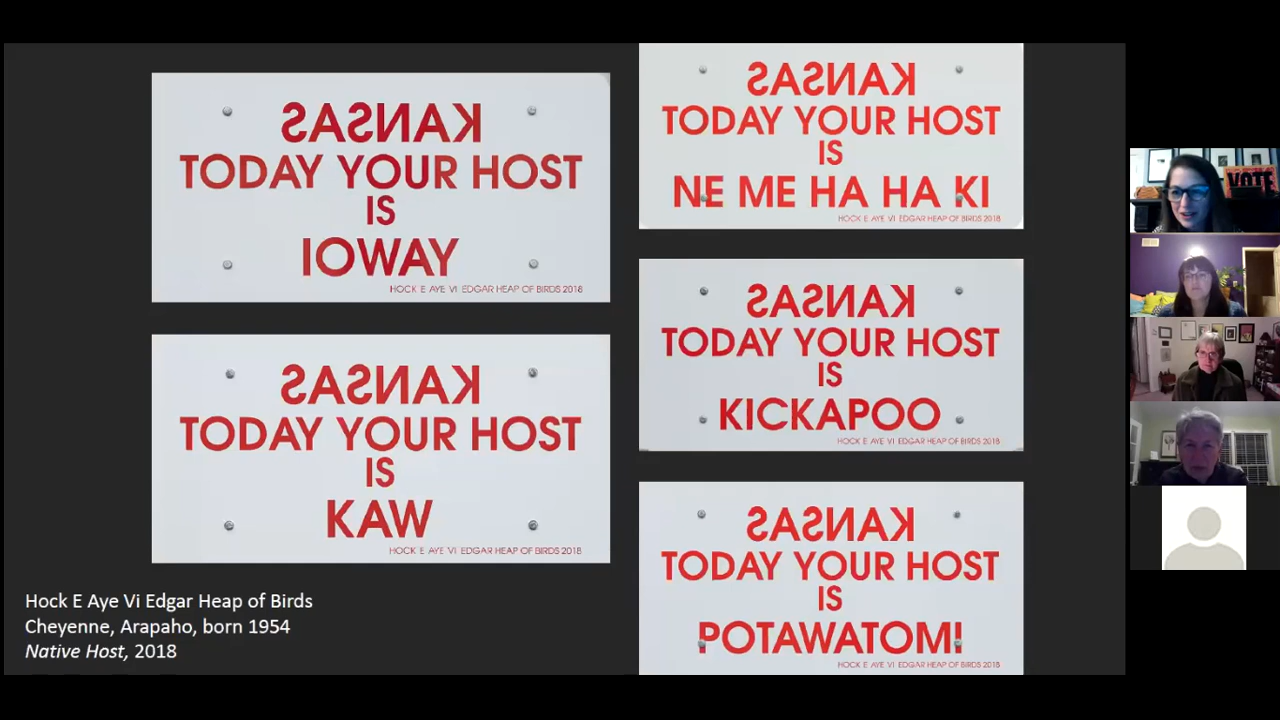 KANSAS
TODAY YOUR HOST
IS
IOWAY
HOCK E AYE VI EDGAR HEAP OF BIRDS 2018
KANSAS
TODAY YOUR HOST
IS
KAW
HOCK E AYE VI EDGAR HEAP OF BIRDS 2018
KANSAS
TODAY YOUR HOST
IS
NE ME HA HA KI
HOCK E AYE VI EDGAR HEAP OF BIRDS 2018
KANSAS
TODAY YOUR HOST
IS
KICKAPOO
HOCK E AYE VI EDGAR HEAP OF BIRDS 2018
KANSAS
TODAY YOUR HOST
IS
POTAWATOMI
HOCK E AYE VI EDGAR HEAP OF BIRDS 2018
Hock E Aye Vi Edgar Heap of Birds
Cheyenne, Arapaho, born 1954
Native Host, 2018
VOTE